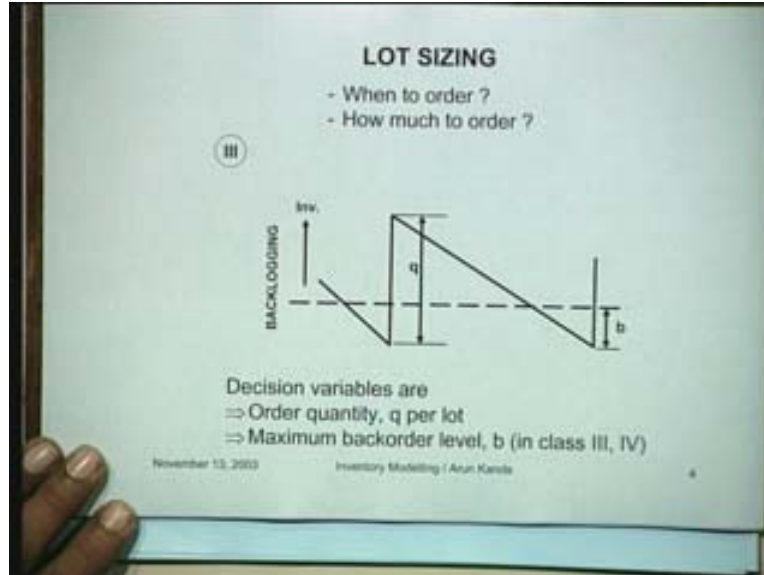 LOT SIZING
- When to order ?
- How much to order ?
III
Inv.
BACKLOGGING
q
b
Decision variables are
⇒ Order quantity, q per lot
⇒ Maximum backorder level, b (in class III, IV)
November 13, 2003 Inventory Modelling / Arun Kanda 4